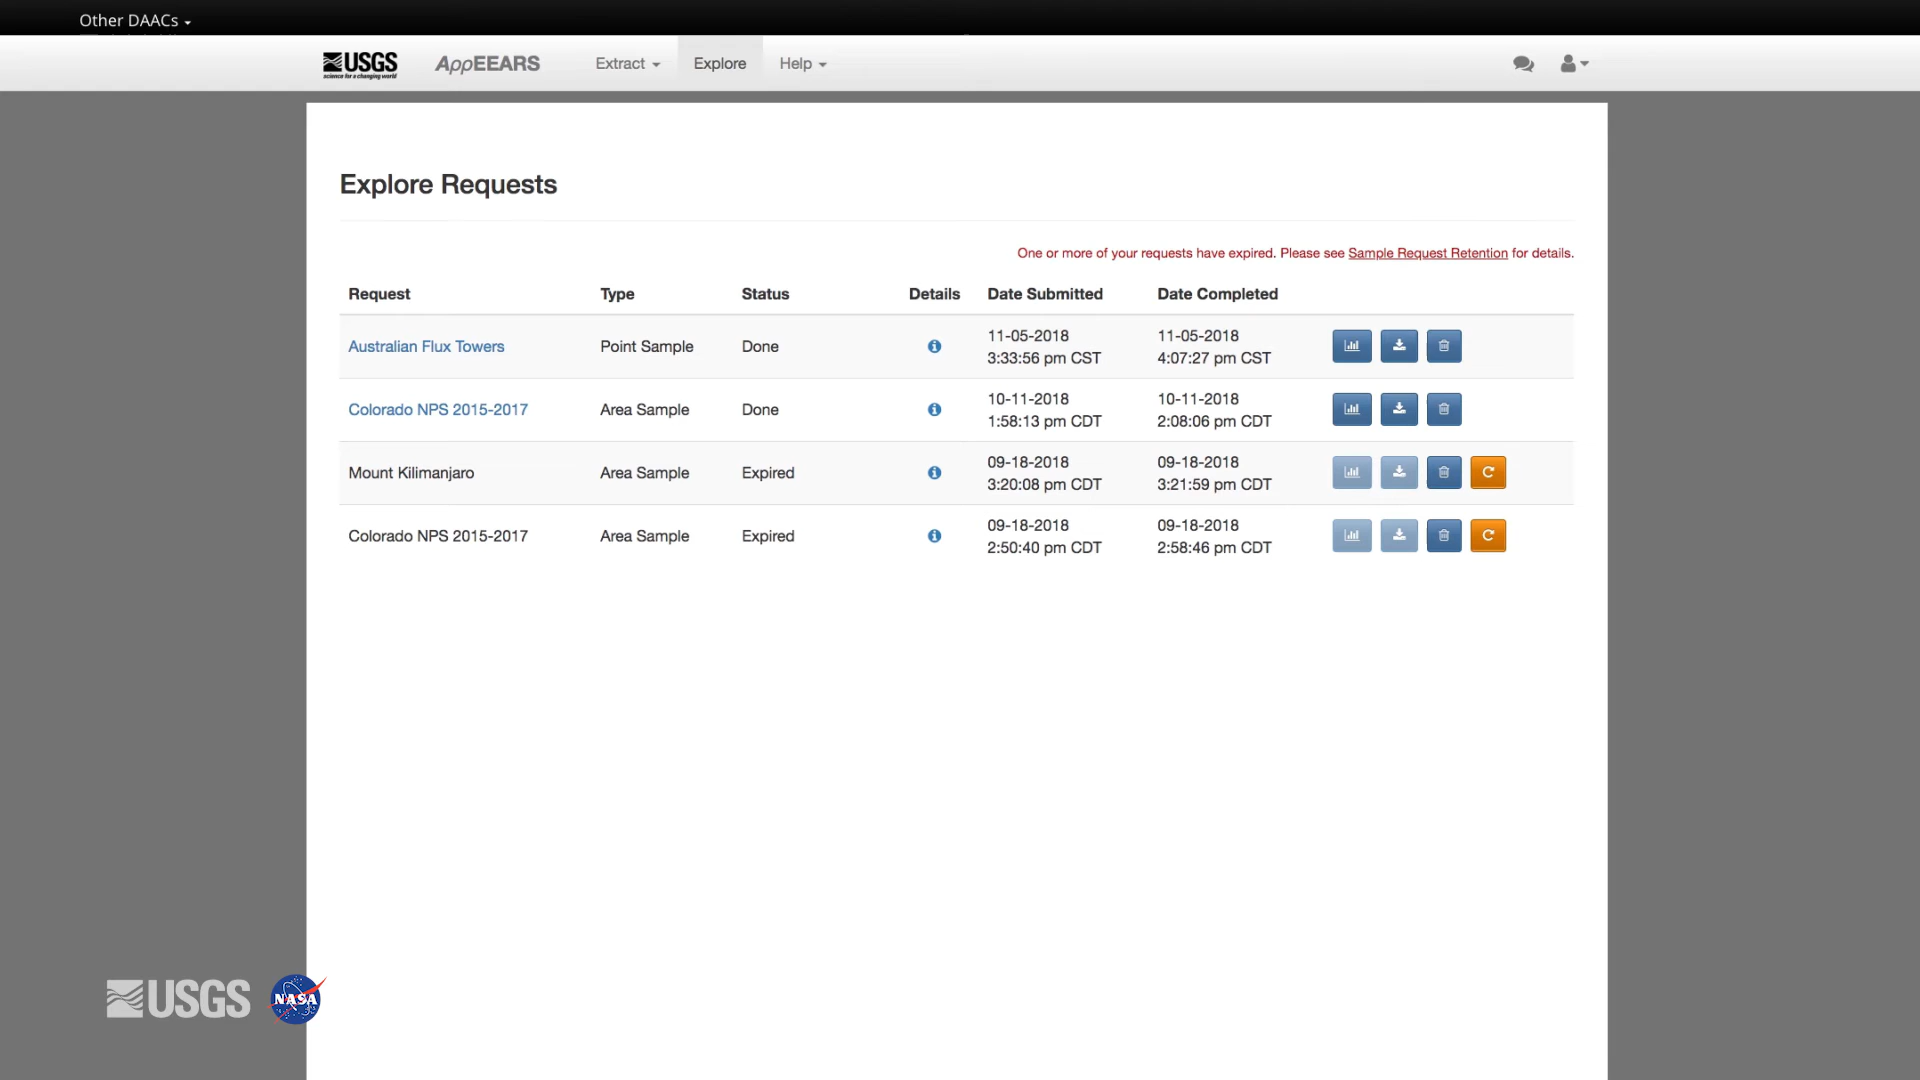 Other DAACs
USGS
science for a changing world
AppEEARS
Extract
Explore
Help
Explore Requests
One or more of your requests have expired. Please see Sample Request Retention for details.
Request Type Status Details Date Submitted Date Completed
Australian Flux Towers Point Sample Done 11-05-2018 11-05-2018
3:33:56 pm CST 4:07:27 pm CST
Colorado NPS 2015-2017 Area Sample Done 10-11-2018 10-11-2018
1:58:13 pm CDT 2:08:06 pm CDT
Mount Kilimanjaro Area Sample Expired 09-18-2018 09-18-2018
3:20:08 pm CDT 3:21:59 pm CDT
Colorado NPS 2015-2017 Area Sample Expired 09-18-2018 09-18-2018
2:50:40 pm CDT 2:58:46 pm CDT
USGS NASA